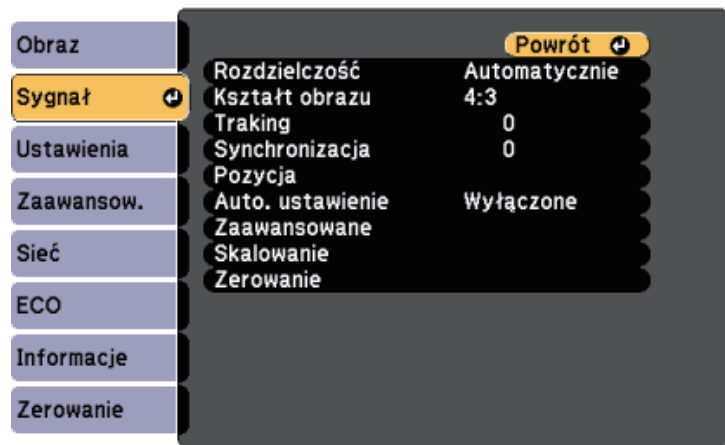 Obraz
Sygnał
Ustawienia
Zaawansow.
Sieć
ECO
Informacje
Zerowanie
Powrót
Rozdzielczość Automatycznie
Kształt obrazu 4:3
Traking 0
Synchronizacja 0
Pozycja
Auto. ustawienie Wyłączone
Zaawansowane
Skalowanie
Zerowanie